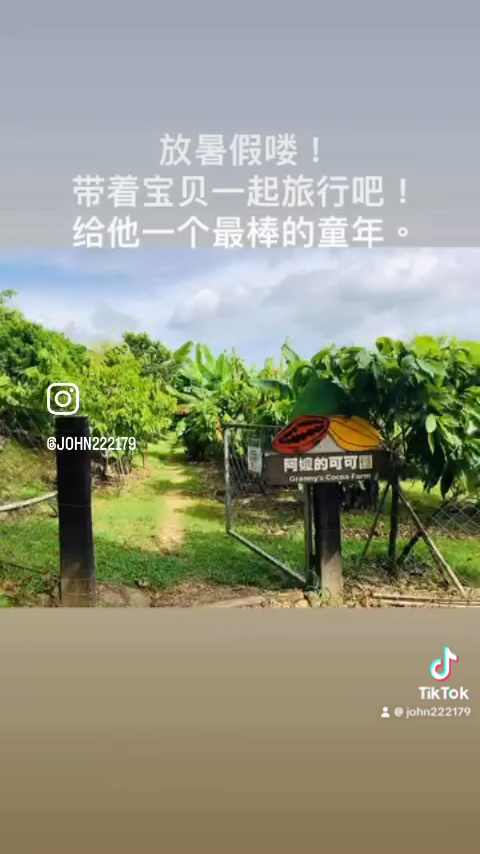 放暑假喽！
带着宝贝一起旅行吧！
给他一个最棒的童年。
@JOHN222179
阿嬤的可可園
Granny's Cocoa Farm
TikTok
@ john222179